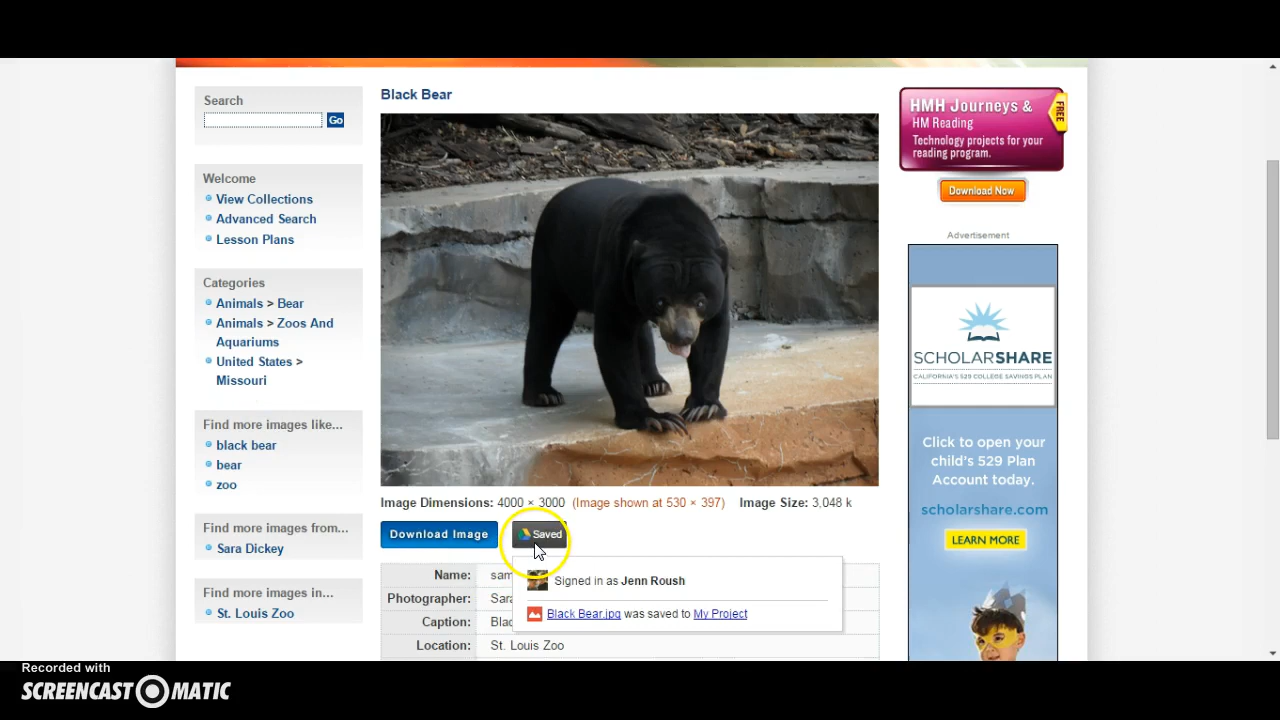 Search
Go
Welcome
View Collections
Advanced Search
Lesson Plans
Categories
Animals > Bear
Animals > Zoos And
Aquariums
United States >
Missouri
Find more images like...
black bear
bear
zoo
Find more images from...
Sara Dickey
Find more images in...
St. Louis Zoo
Black Bear
Image Dimensions: 4000 × 3000 (Image shown at 530 × 397) Image Size: 3,048 k
Download Image
Saved
Signed in as Jenn Roush
Black Bear.jpg was saved to My Project
Name: sam
Photographer: Sara
Caption: Blac
Location: St. Louis Zoo
HMH Journeys &
HM Reading
FREE
Technology projects for your
reading program.
Download Now
Advertisement
SCHOLARSHARE
CALIFORNIA'S 529 COLLEGE SAVINGS PLAN
Click to open your
child's 529 Plan
Account today.
scholarshare.com
LEARN MORE
Recorded with
SCREENCAST MATIC